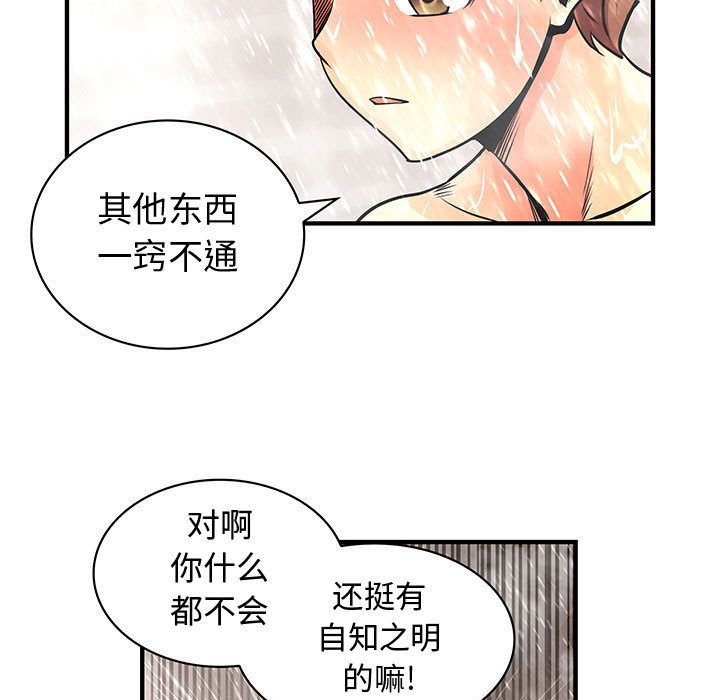 其他东西
一窍不通
对啊
你什么
都不会
还挺有
自知之明
的嘛!